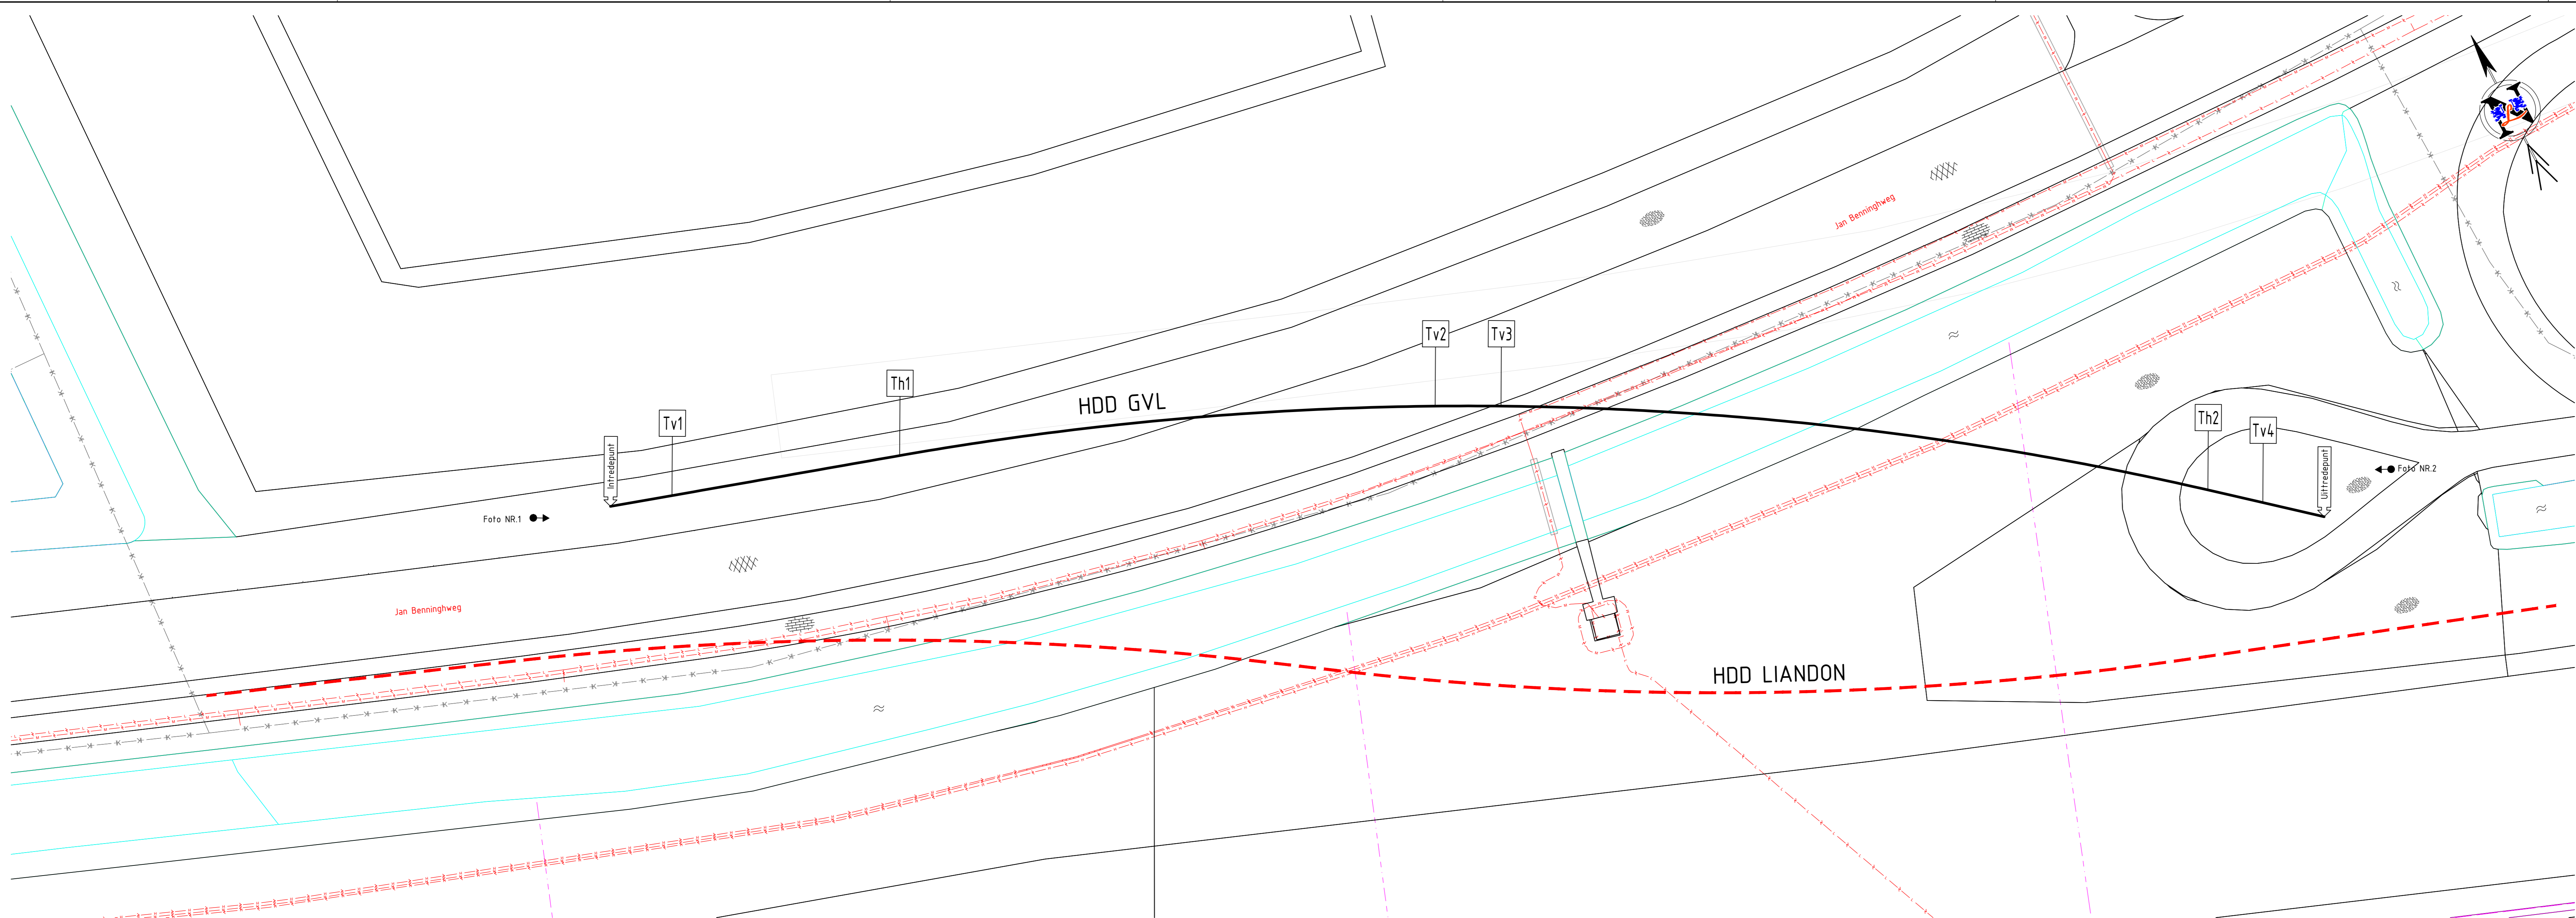 Jan Benninghweg
Tv2
Tv3
Th1
HDD GVL
Tv1
Th2
Tv4
Intredepunt
Uittredepunt
Foto NR.2
Foto NR.1
Jan Benninghweg
HDD LIANDON